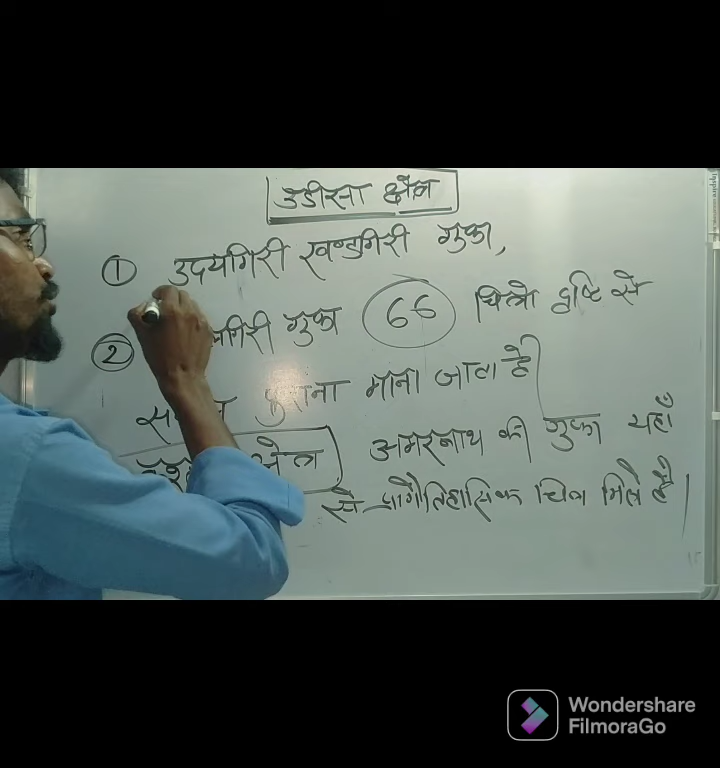 उडीसा क्षेत्र
① उदयगिरी खण्डगिरी गुफा,
② गिरी गुफा 66 चित्रो दृष्टि से
पुराना माना जाता है
क्षेत्र अमरनाथ की गुफा यहाँ
से प्रागैतिहासिक चित्र मिले है।
Wondershare
FilmoraGo